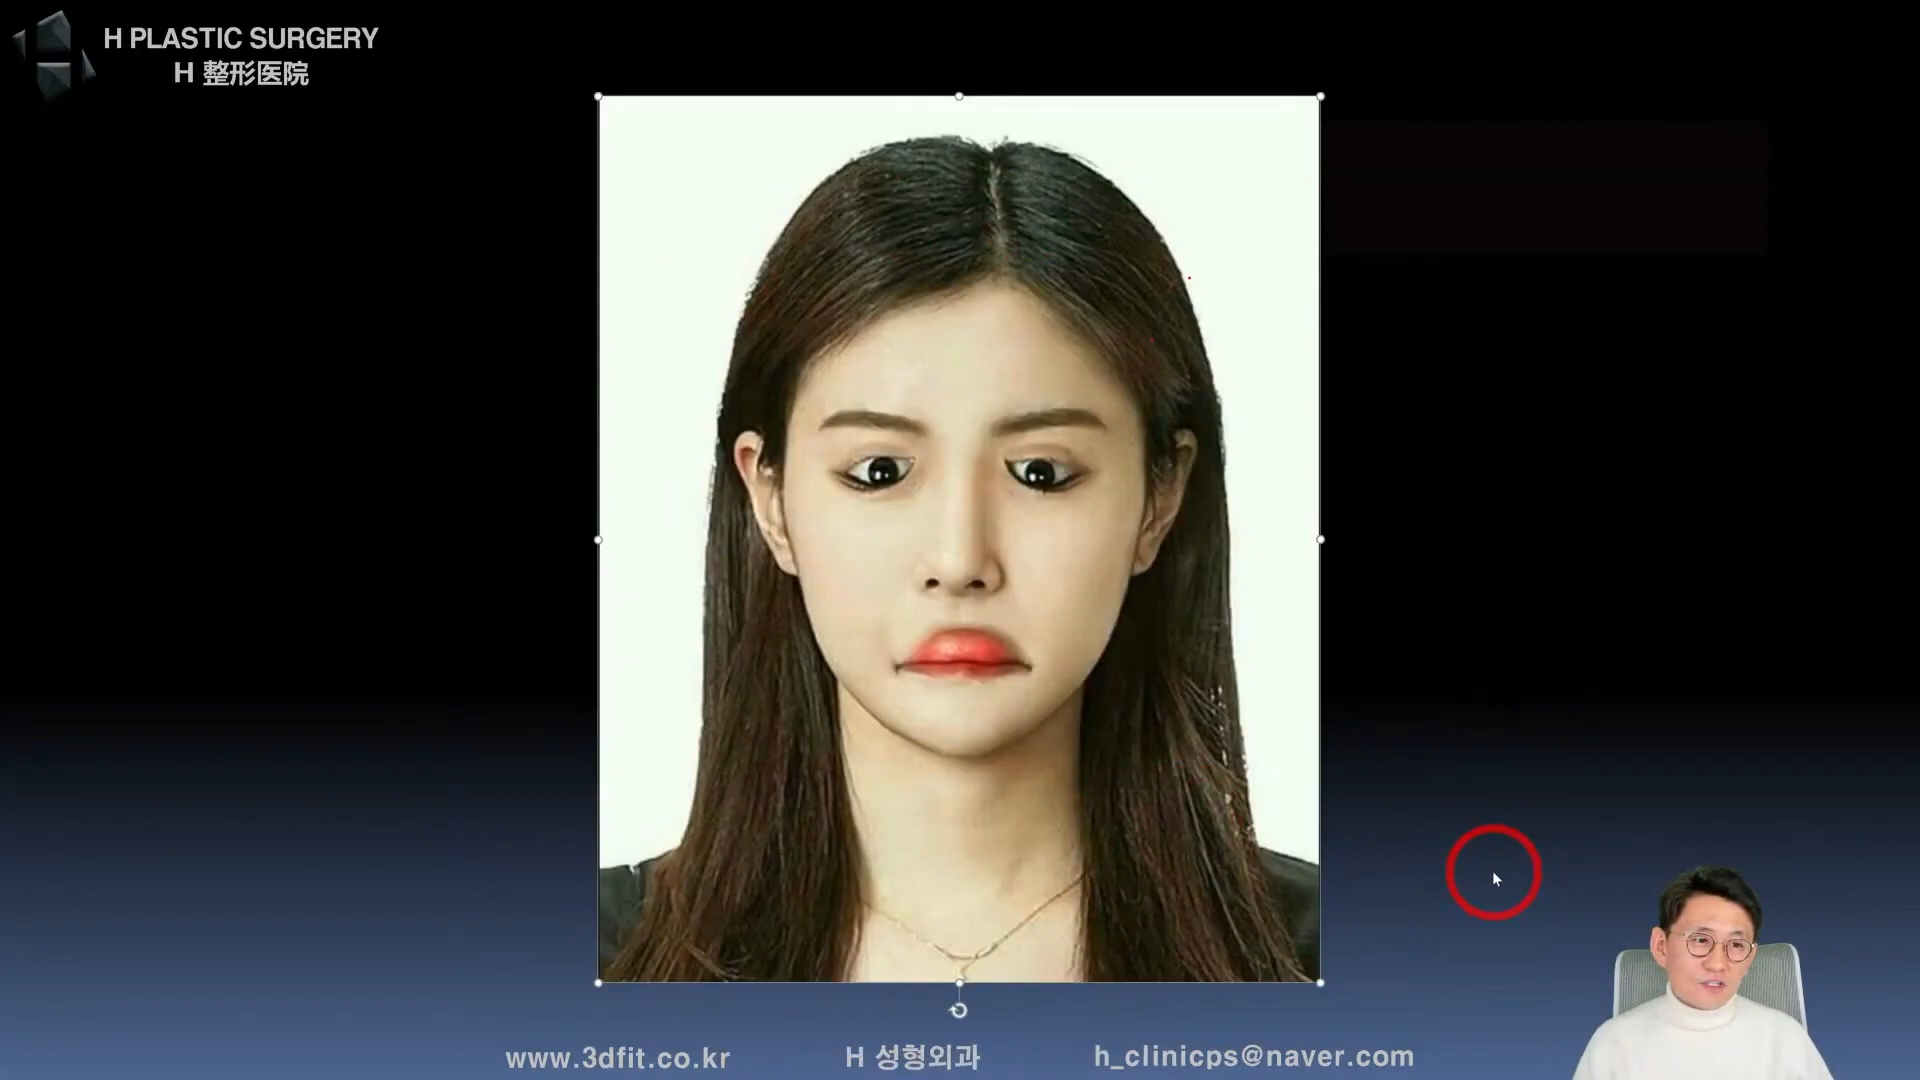 H PLASTIC SURGERY
H 整形医院
www.3dfit.co.kr
H 성형외과
h_clinicps@naver.com